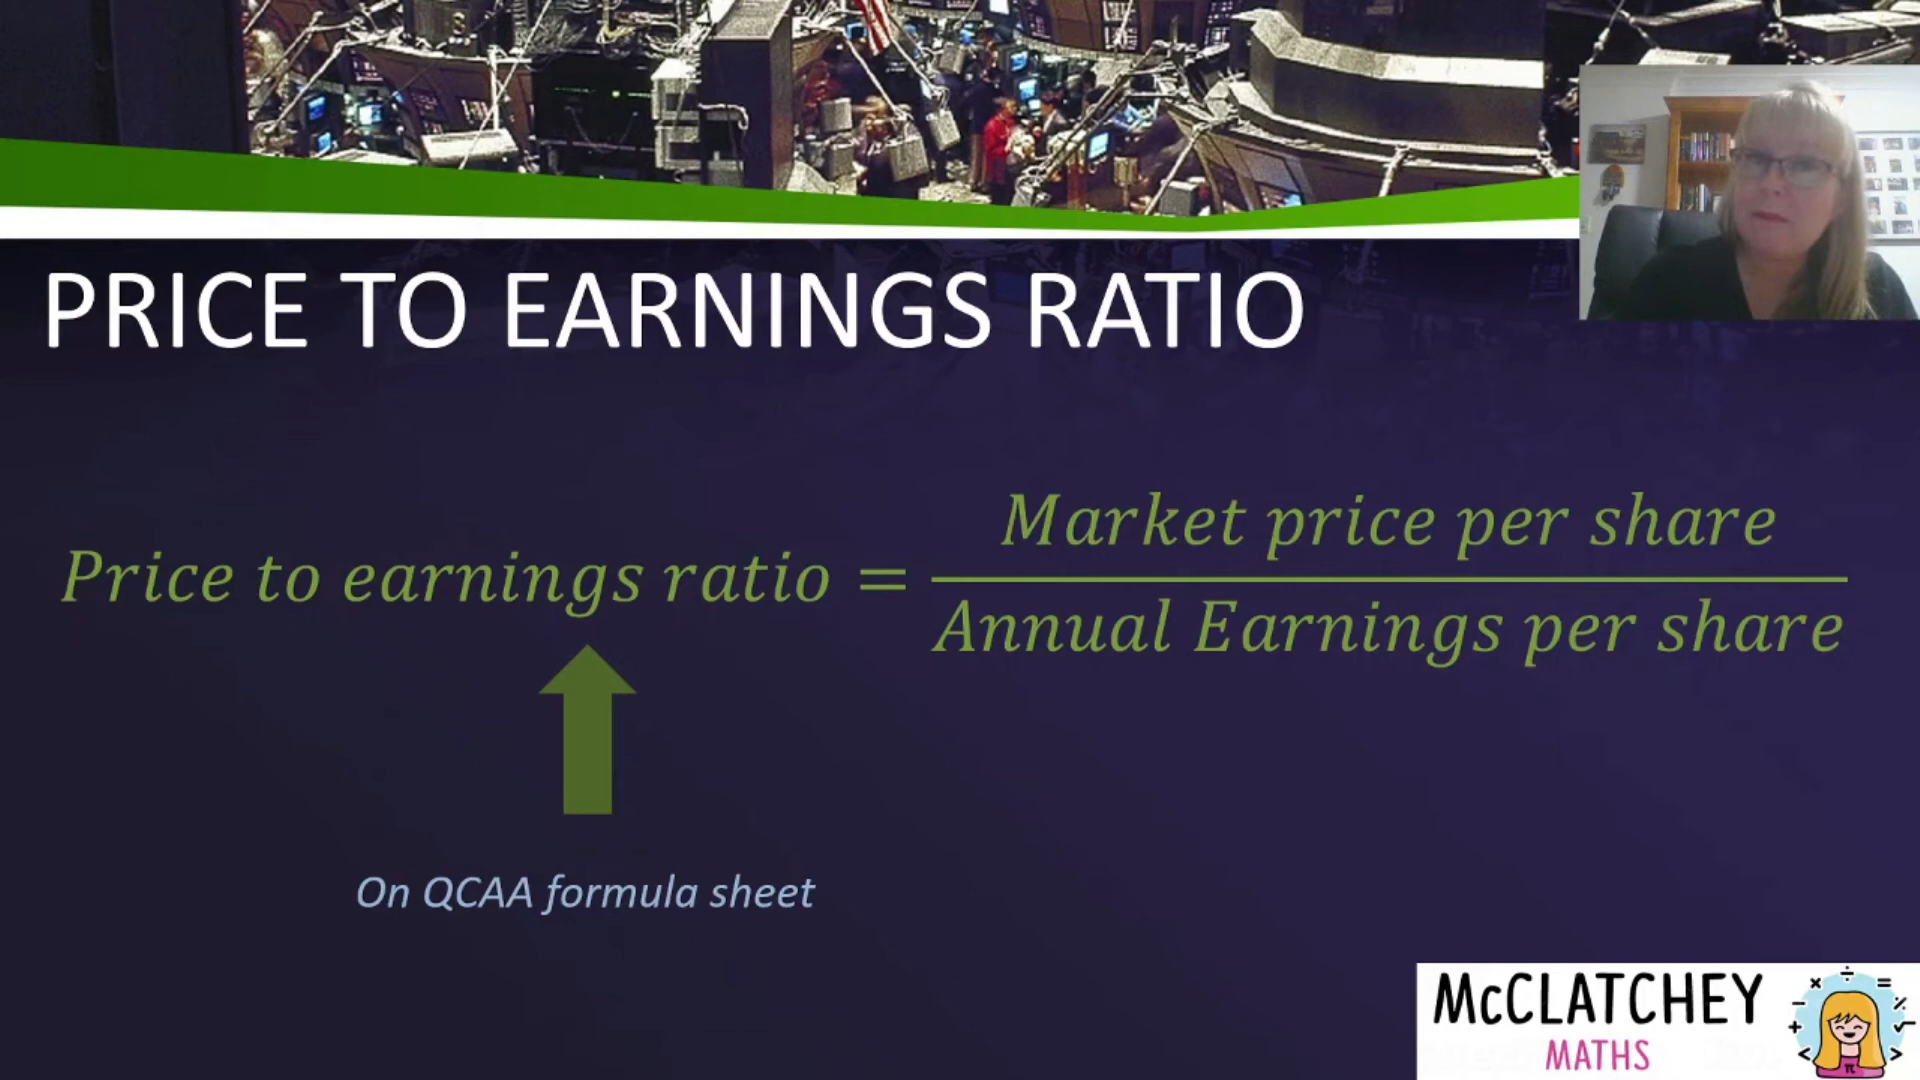 PRICE TO EARNINGS RATIO
Price to earnings ratio = Market price per share / Annual Earnings per share
On QCAA formula sheet
McCLATCHEY
MATHS